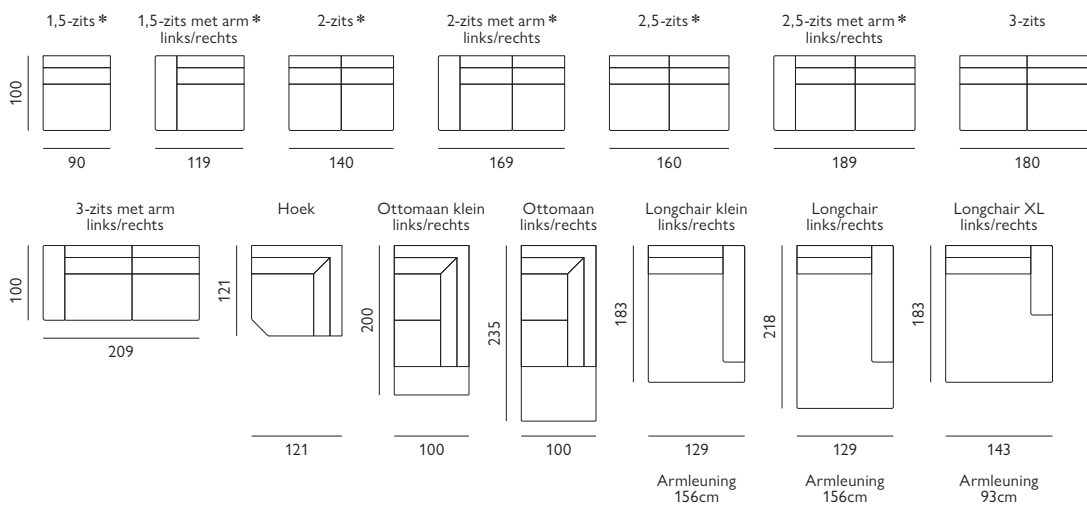 1,5-zits *
1,5-zits met arm *
links/rechts
2-zits *
2-zits met arm *
links/rechts
2,5-zits *
2,5-zits met arm *
links/rechts
3-zits
100
90
119
140
169
160
189
180
3-zits met arm
links/rechts
Hoek
Ottomaan klein
links/rechts
Ottomaan
links/rechts
Longchair klein
links/rechts
Longchair
links/rechts
Longchair XL
links/rechts
100
121
200
235
183
218
183
209
121
100
100
129
129
143
Armleuning
156cm
Armleuning
156cm
Armleuning
93cm